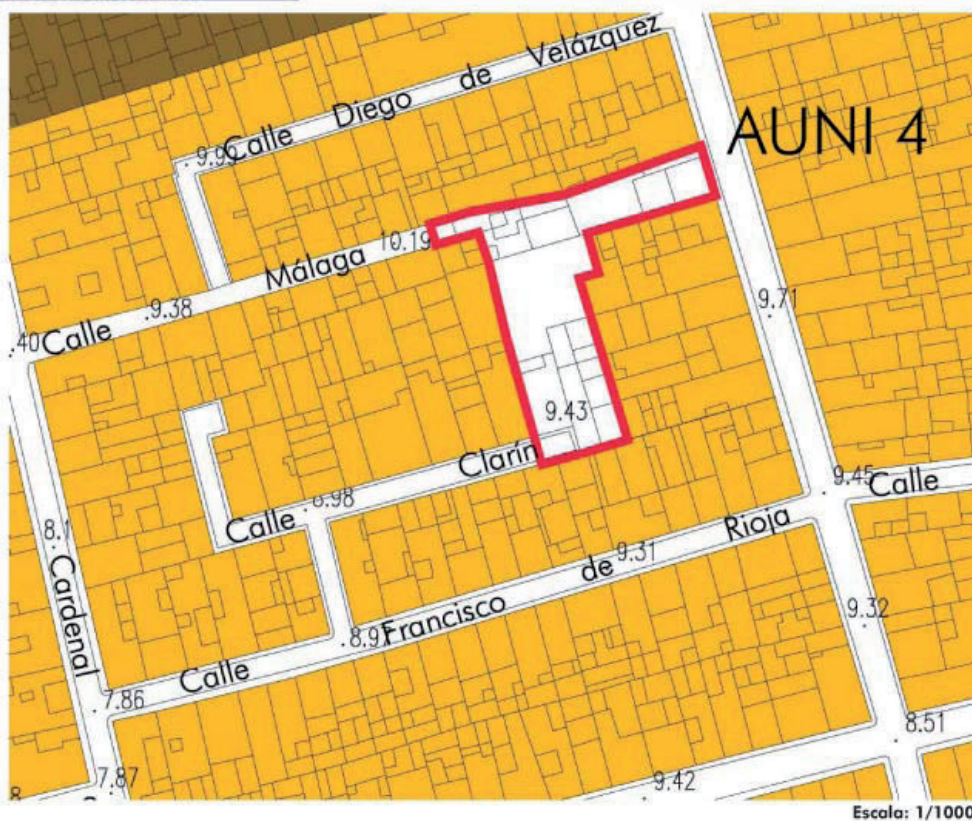 Calle Diego de Velázquez
9.99
AUNI 4
10.19
Calle Málaga
9.38
.40
9.71
9.43
Calle Clarín
8.98
9.45
Calle
8.1
Cardenal
9.31
Calle Francisco de Rioja
8.97
9.32
7.86
8.51
7.87
8
9.42
Escala: 1/1000